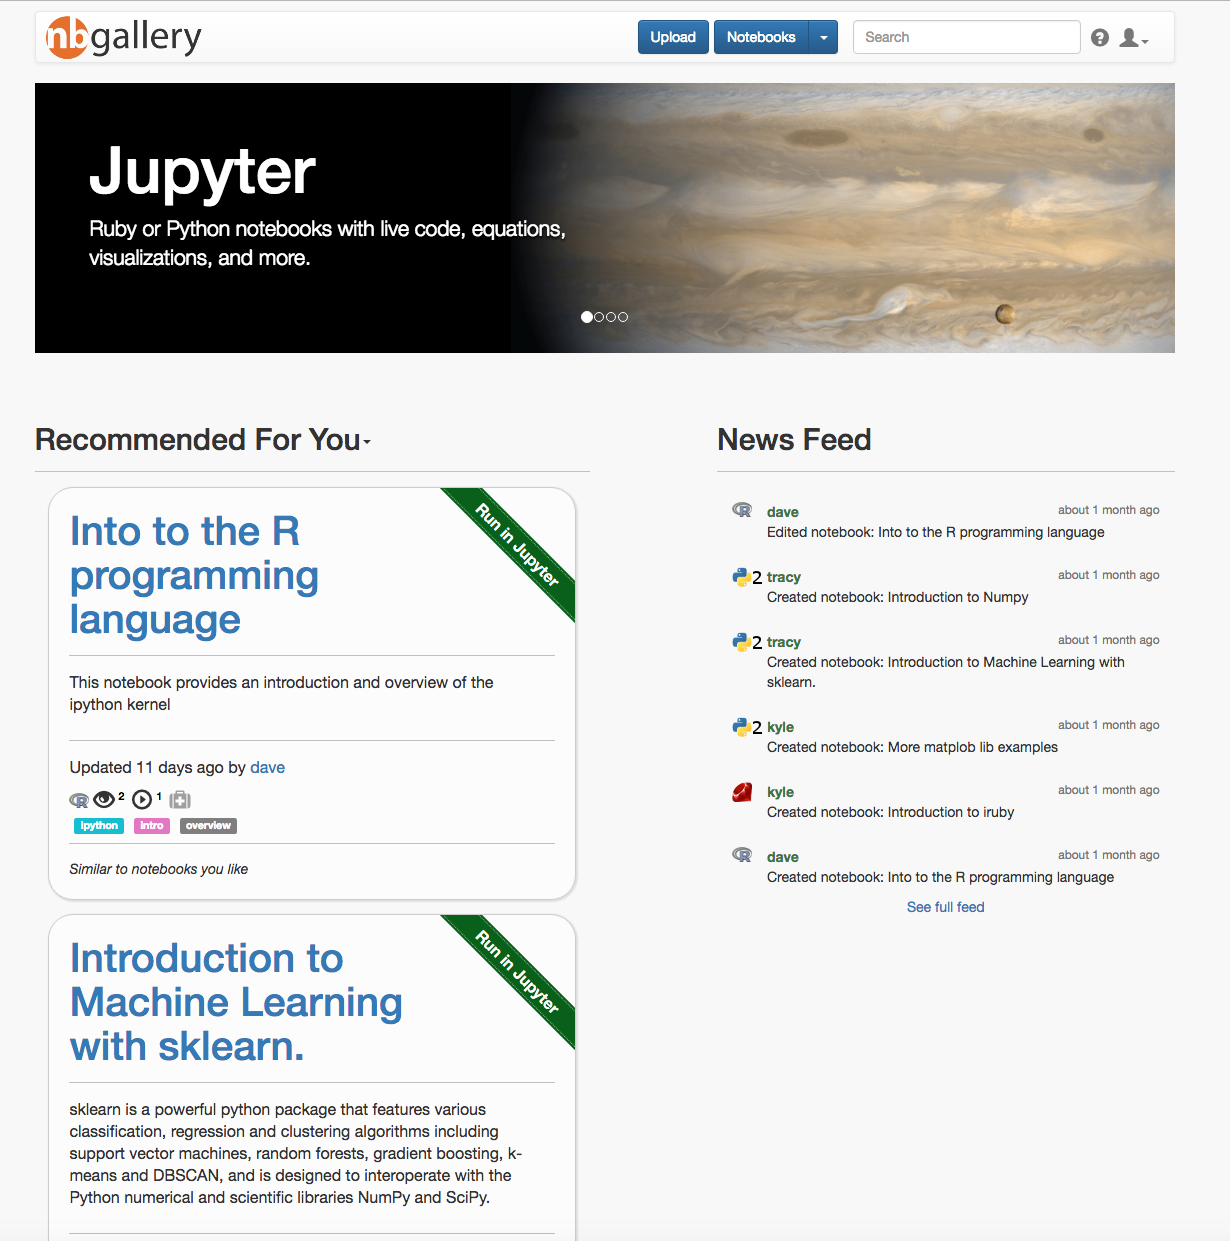 nbgallery
Upload
Notebooks
Search
Jupyter
Ruby or Python notebooks with live code, equations,
visualizations, and more.
Recommended For You
Run in Jupyter
Into to the R
programming
language
This notebook provides an introduction and overview of the
ipython kernel
Updated 11 days ago by dave
R 2 1
ipython intro overview
Similar to notebooks you like
Run in Jupyter
Introduction to
Machine Learning
with sklearn.
sklearn is a powerful python package that features various
classification, regression and clustering algorithms including
support vector machines, random forests, gradient boosting, k-
means and DBSCAN, and is designed to interoperate with the
Python numerical and scientific libraries NumPy and SciPy.
News Feed
R dave about 1 month ago
Edited notebook: Into to the R programming language
2 tracy about 1 month ago
Created notebook: Introduction to Numpy
2 tracy about 1 month ago
Created notebook: Introduction to Machine Learning with
sklearn.
2 kyle about 1 month ago
Created notebook: More matplob lib examples
kyle about 1 month ago
Created notebook: Introduction to iruby
R dave about 1 month ago
Created notebook: Into to the R programming language
See full feed